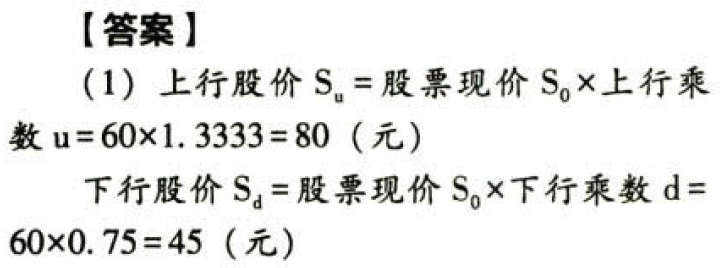 【答案】
(1) 上行股价 Su = 股票现价 S0×上行乘
数 u=60×1.3333=80 (元)
下行股价 Sd = 股票现价 S0×下行乘数 d=
60×0.75=45 (元)